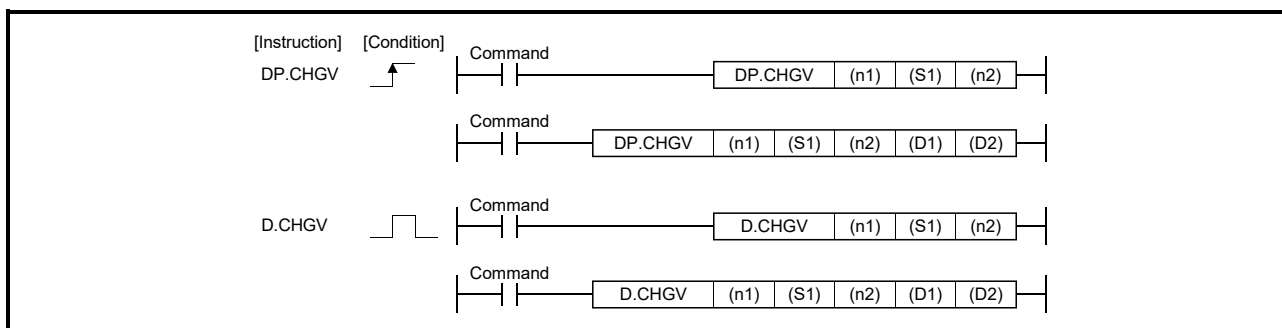 [Instruction] [Condition]
Command
DP.CHGV DP.CHGV (n1) (S1) (n2)
Command
DP.CHGV (n1) (S1) (n2) (D1) (D2)
Command
D.CHGV D.CHGV (n1) (S1) (n2)
Command
D.CHGV (n1) (S1) (n2) (D1) (D2)